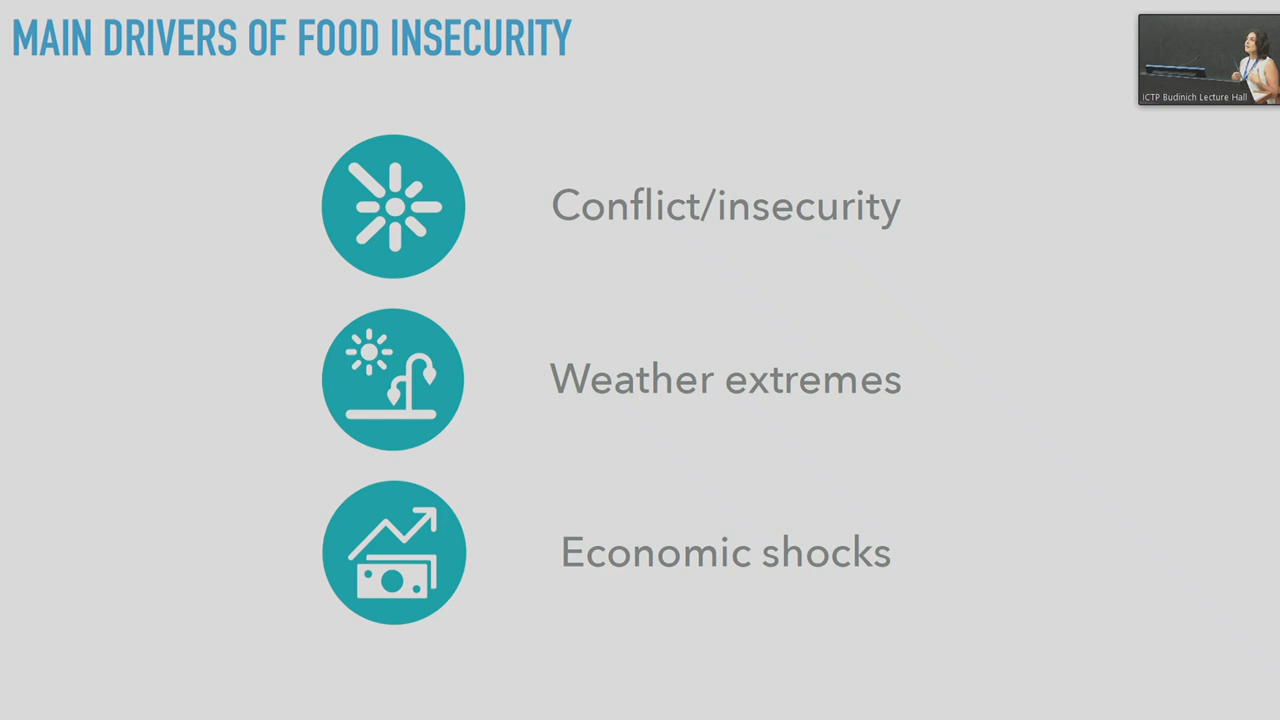 MAIN DRIVERS OF FOOD INSECURITY
ICTP Budinich Lecture Hall
Conflict/insecurity
Weather extremes
Economic shocks